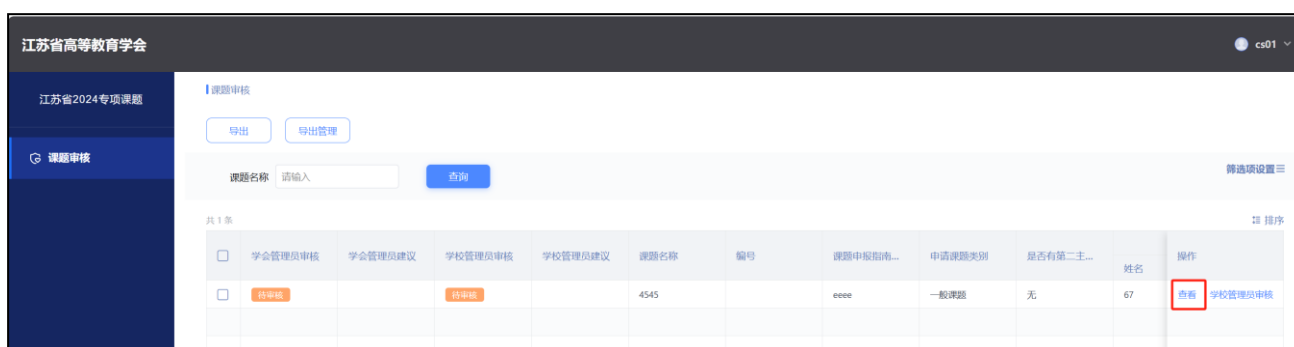 江苏省高等教育学会
cs01
江苏省2024专项课题
课题审核
课题审核
导出 导出管理
课题名称 请输入 查询
筛选项设置
共 1 条
排序
学会管理员审核 学会管理员建议 学校管理员审核 学校管理员建议 课题名称 编号 课题申报指南... 申请课题类别 是否有第二主... 姓名 操作
待审核 待审核 4545 eeee 一般课题 无 67 查看 学校管理员审核